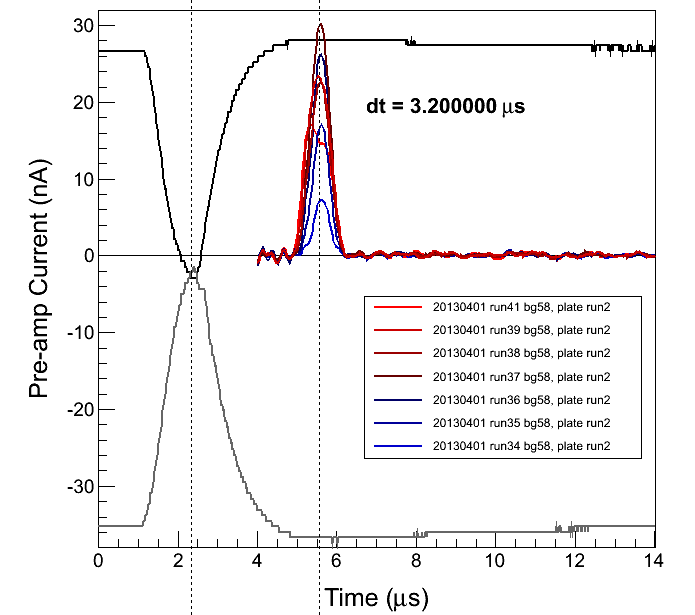 30
20
10
0
-10
-20
-30
Pre-amp Current (nA)
dt = 3.200000 μs
20130401 run41 bg58, plate run2
20130401 run39 bg58, plate run2
20130401 run38 bg58, plate run2
20130401 run37 bg58, plate run2
20130401 run36 bg58, plate run2
20130401 run35 bg58, plate run2
20130401 run34 bg58, plate run2
0 2 4 6 8 10 12 14
Time (μs)